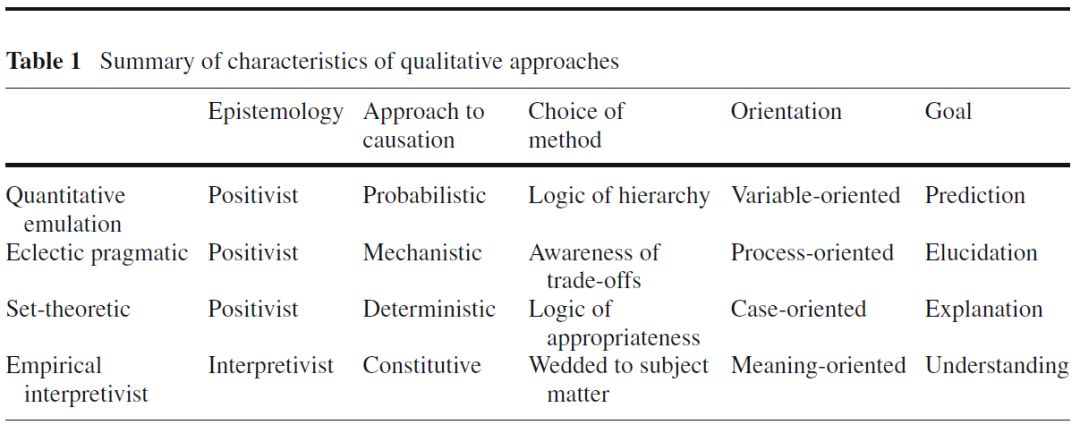 Table 1 Summary of characteristics of qualitative approaches
Epistemology Approach to Choice of Orientation Goal
causation method
Quantitative Positivist Probabilistic Logic of hierarchy Variable-oriented Prediction
emulation
Eclectic pragmatic Positivist Mechanistic Awareness of Process-oriented Elucidation
trade-offs
Set-theoretic Positivist Deterministic Logic of Case-oriented Explanation
appropriateness
Empirical Interpretivist Constitutive Wedded to subject Meaning-oriented Understanding
interpretivist matter